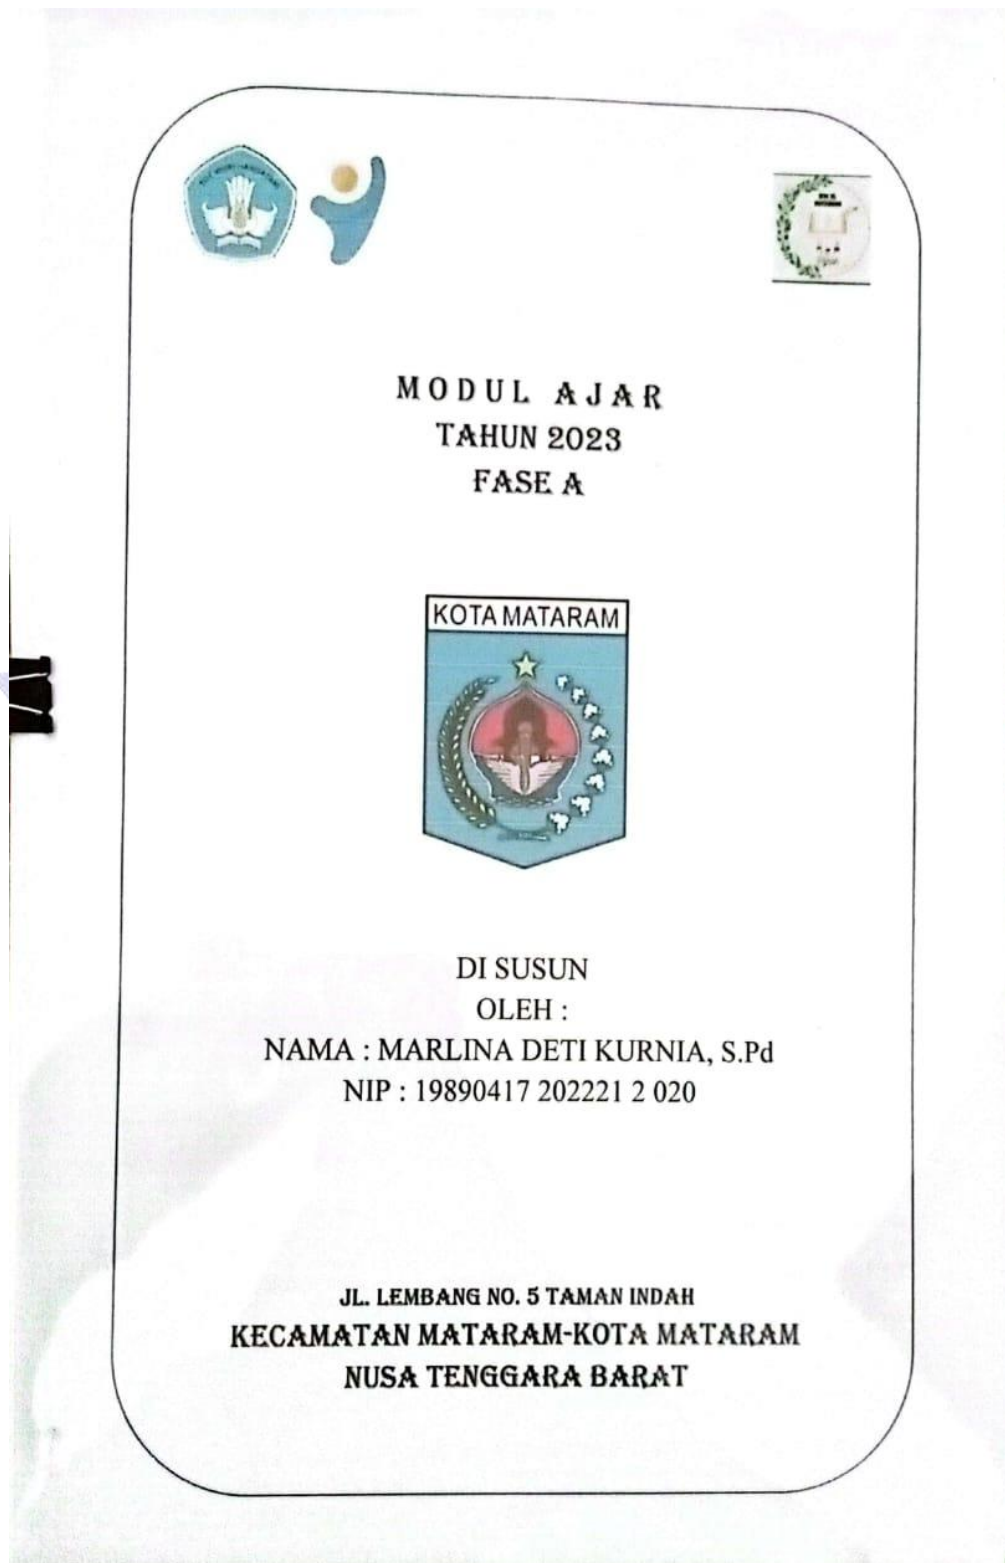 MODUL AJAR
TAHUN 2023
FASE A
KOTA MATARAM
DI SUSUN
OLEH :
NAMA : MARLINA DETI KURNIA, S.Pd
NIP : 19890417 202221 2 020
JL. LEMBANG NO. 5 TAMAN INDAH
KECAMATAN MATARAM-KOTA MATARAM
NUSA TENGGARA BARAT